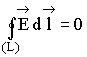 ∮ E⃗ d l⃗ = 0
(L)